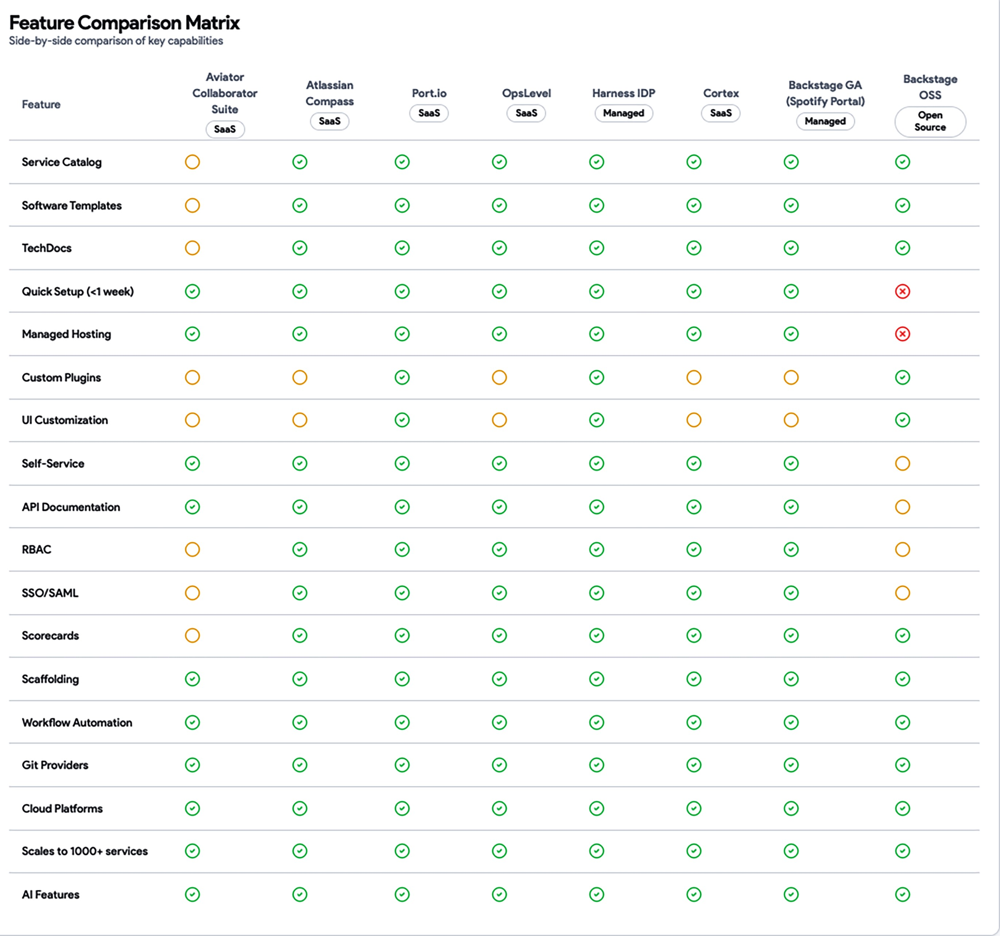 Feature Comparison Matrix
Side-by-side comparison of key capabilities
Feature
Aviator
Collaborator
Suite
SaaS
Atlassian
Compass
SaaS
Port.io
SaaS
OpsLevel
SaaS
Harness IDP
Managed
Cortex
SaaS
Backstage GA
(Spotify Portal)
Managed
Backstage
OSS
Open
Source
Service Catalog
Software Templates
TechDocs
Quick Setup (<1 week)
Managed Hosting
Custom Plugins
UI Customization
Self-Service
API Documentation
RBAC
SSO/SAML
Scorecards
Scaffolding
Workflow Automation
Git Providers
Cloud Platforms
Scales to 1000+ services
AI Features